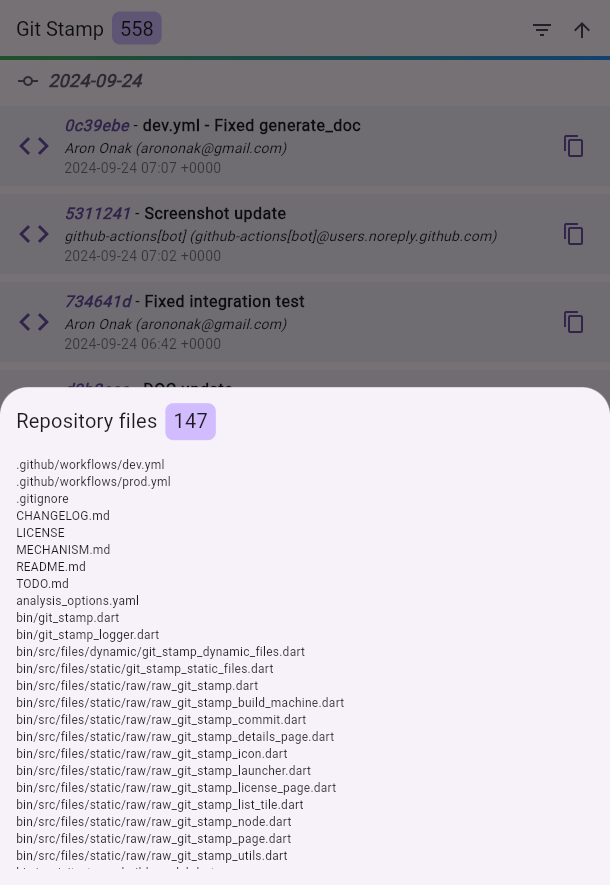 Git Stamp 558
2024-09-24
0c39ebe - dev.yml - Fixed generate_doc
Aron Onak (arononak@gmail.com)
2024-09-24 07:07 +0000
5311241 - Screenshot update
github-actions[bot] (github-actions[bot]@users.noreply.github.com)
2024-09-24 07:02 +0000
734641d - Fixed integration test
Aron Onak (arononak@gmail.com)
2024-09-24 06:42 +0000
Repository files 147
.github/workflows/dev.yml
.github/workflows/prod.yml
.gitignore
CHANGELOG.md
LICENSE
MECHANISM.md
README.md
TODO.md
analysis_options.yaml
bin/git_stamp.dart
bin/git_stamp_logger.dart
bin/src/files/dynamic/git_stamp_dynamic_files.dart
bin/src/files/static/git_stamp_static_files.dart
bin/src/files/static/raw/raw_git_stamp.dart
bin/src/files/static/raw/raw_git_stamp_build_machine.dart
bin/src/files/static/raw/raw_git_stamp_commit.dart
bin/src/files/static/raw/raw_git_stamp_details_page.dart
bin/src/files/static/raw/raw_git_stamp_icon.dart
bin/src/files/static/raw/raw_git_stamp_launcher.dart
bin/src/files/static/raw/raw_git_stamp_license_page.dart
bin/src/files/static/raw/raw_git_stamp_list_tile.dart
bin/src/files/static/raw/raw_git_stamp_node.dart
bin/src/files/static/raw/raw_git_stamp_page.dart
bin/src/files/static/raw/raw_git_stamp_utils.dart